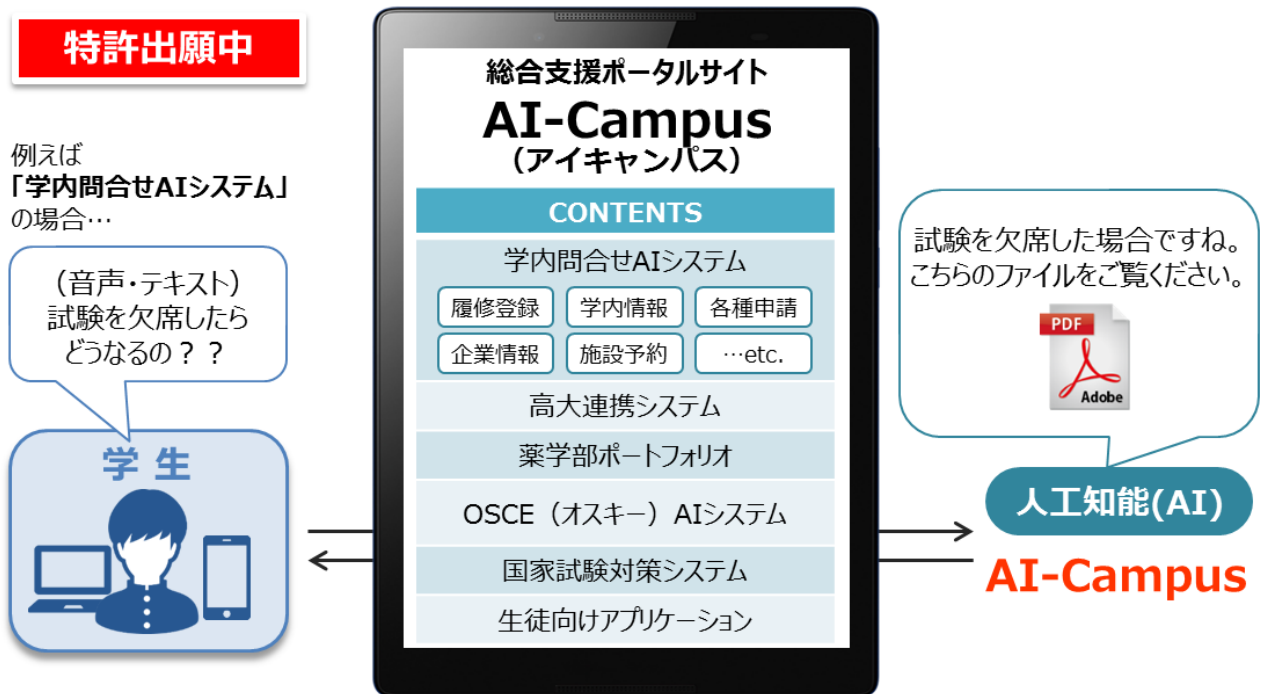 特許出願中
例えば
「学内問合せAIシステム」
の場合…
（音声・テキスト）
試験を欠席したら
どうなるの？？
学生
総合支援ポータルサイト
AI-Campus
（アイキャンパス）
CONTENTS
学内問合せAIシステム
履修登録 学内情報 各種申請
企業情報 施設予約 …etc.
高大連携システム
薬学部ポートフォリオ
OSCE（オスキー）AIシステム
国家試験対策システム
生徒向けアプリケーション
試験を欠席した場合ですね。
こちらのファイルをご覧ください。
PDF
Adobe
人工知能(AI)
AI-Campus